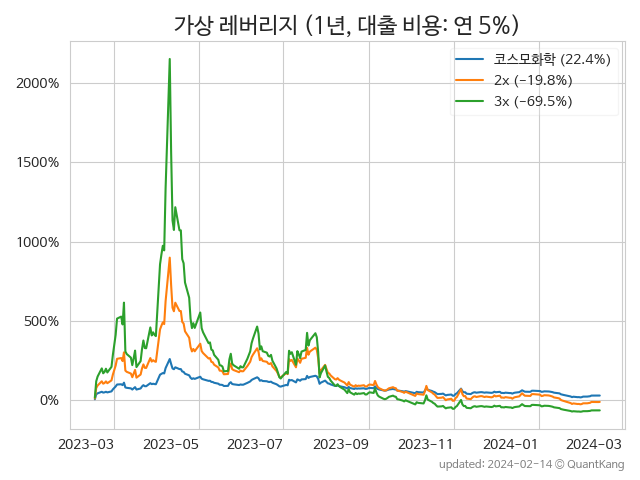 가상 레버리지 (1년, 대출 비용: 연 5%)
코스모화학 (22.4%)
2x (−19.8%)
3x (−69.5%)
2000%
1500%
1000%
500%
0%
2023−03 2023−05 2023−07 2023−09 2023−11 2024−01 2024−03
updated: 2024−02−14 © QuantKang